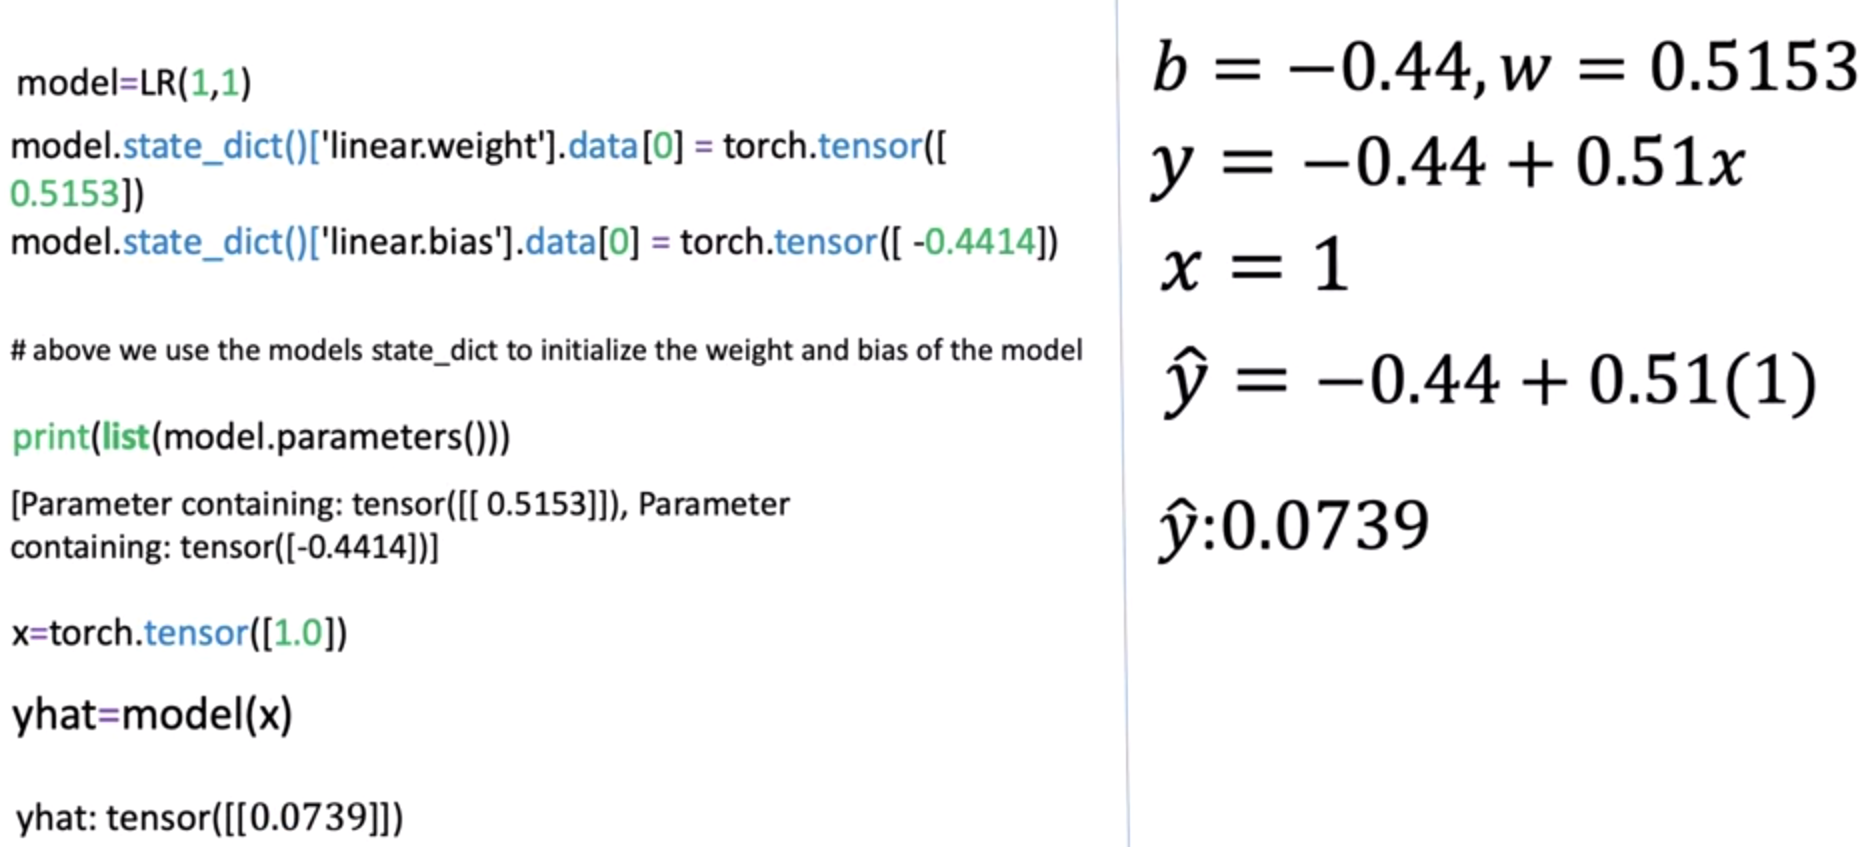 model=LR(1,1)
model.state_dict()['linear.weight'].data[0] = torch.tensor([
0.5153])
model.state_dict()['linear.bias'].data[0] = torch.tensor([ -0.4414])
# above we use the models state_dict to initialize the weight and bias of the model
print(list(model.parameters()))
[Parameter containing: tensor([[ 0.5153]]), Parameter
containing: tensor([-0.4414])]
x=torch.tensor([1.0])
yhat=model(x)
yhat: tensor([[0.0739]])
b = −0.44, w = 0.5153
y = −0.44 + 0.51x
x = 1
ŷ = −0.44 + 0.51(1)
ŷ:0.0739